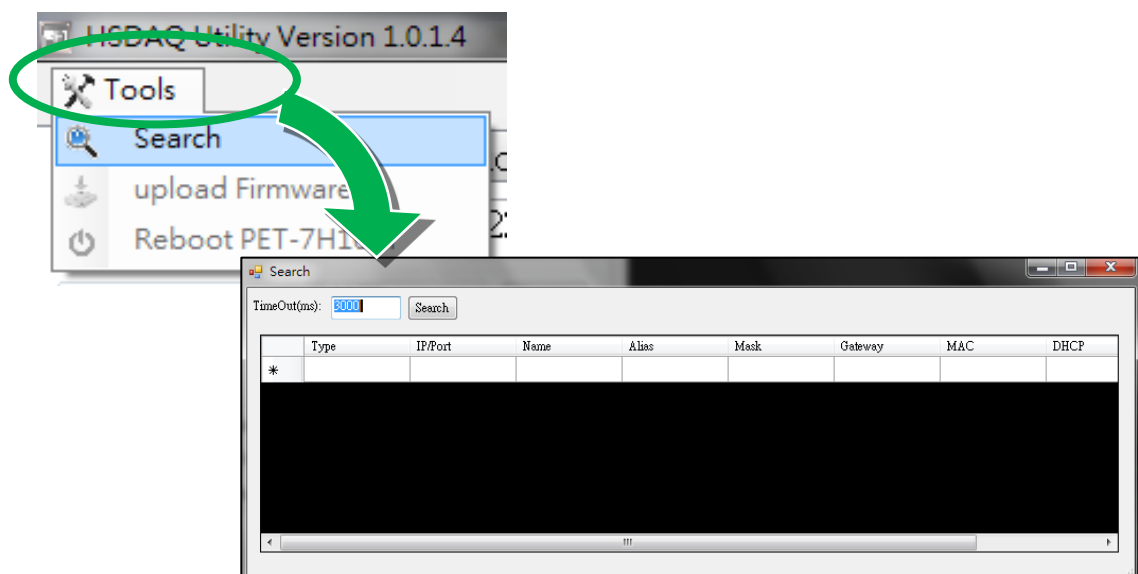 HSDAQ Utility Version 1.0.1.4
Tools
Search
upload Firmware
Reboot
Search
TimeOut(ms): 3000 Search
Type IP/Port Name Alias Mask Gateway MAC DHCP
*